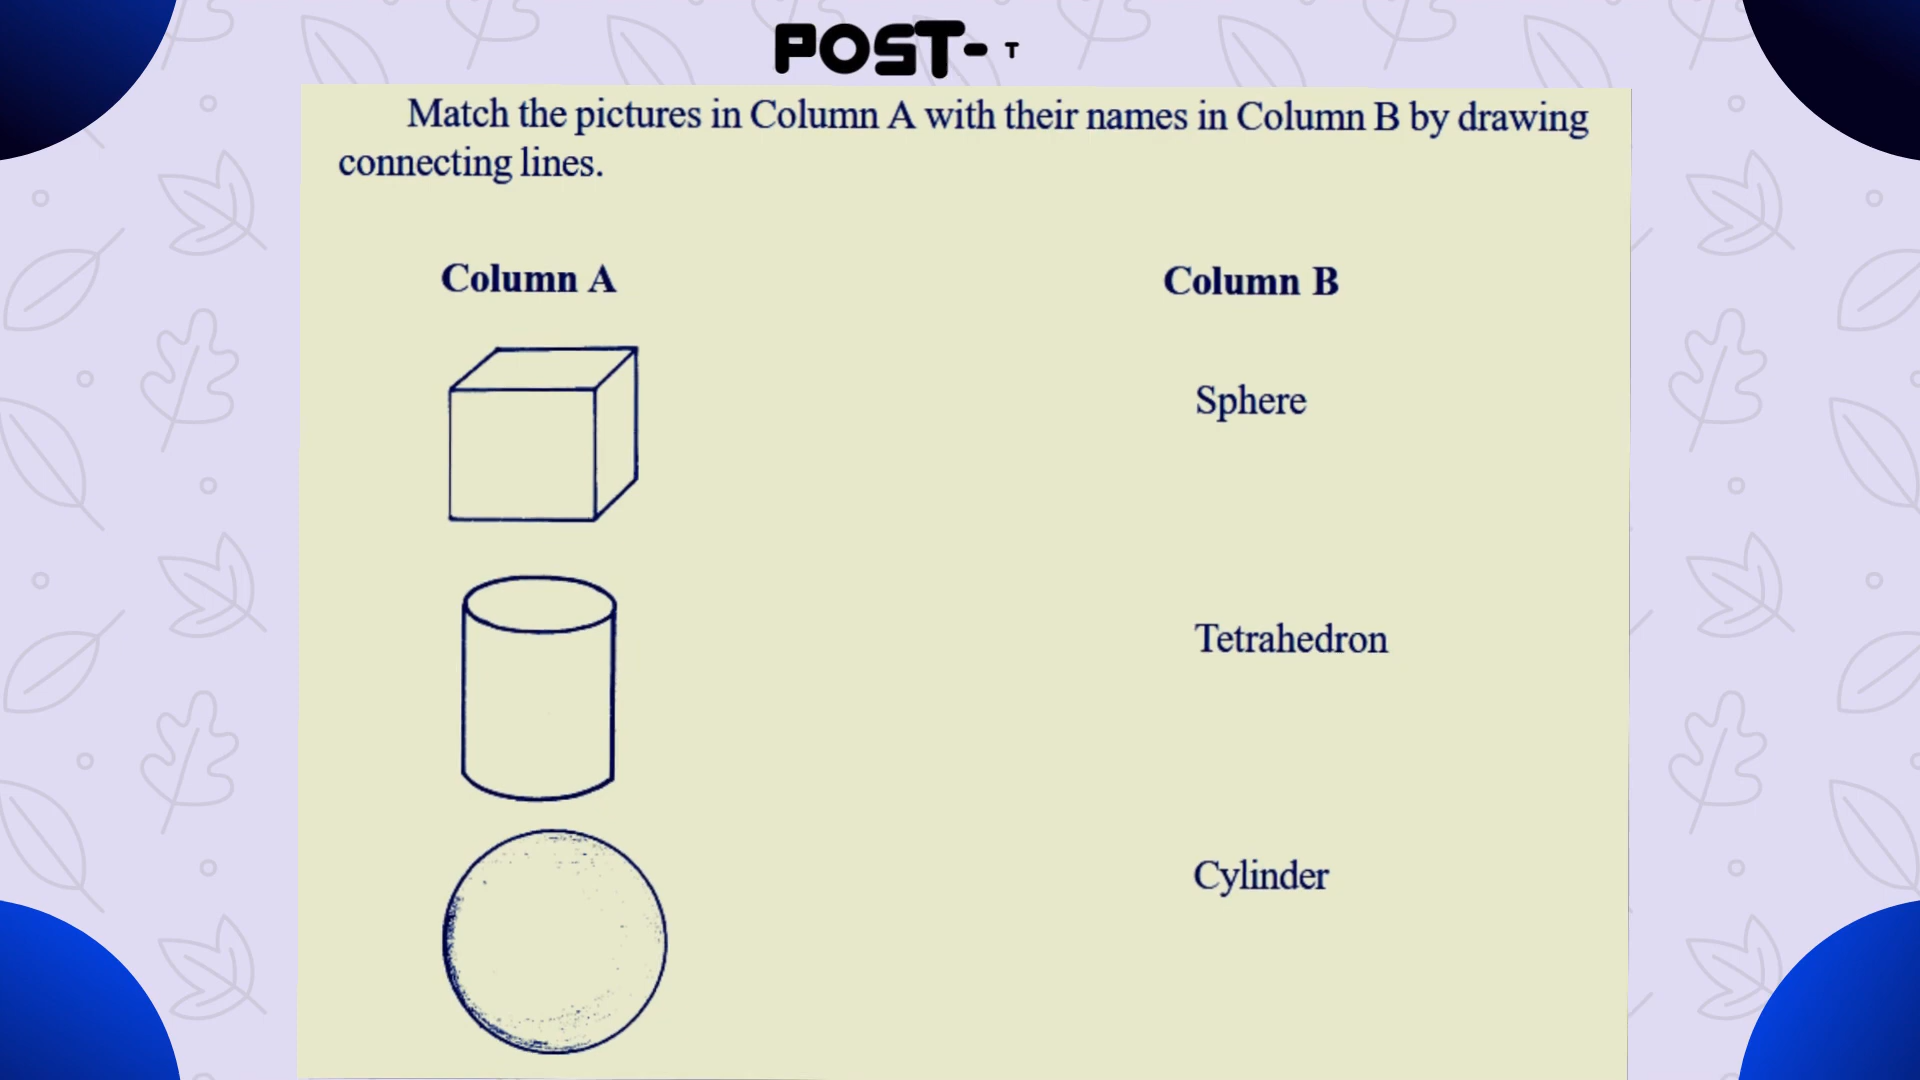 POST- T
Match the pictures in Column A with their names in Column B by drawing
connecting lines.
Column A
Column B
Sphere
Tetrahedron
Cylinder